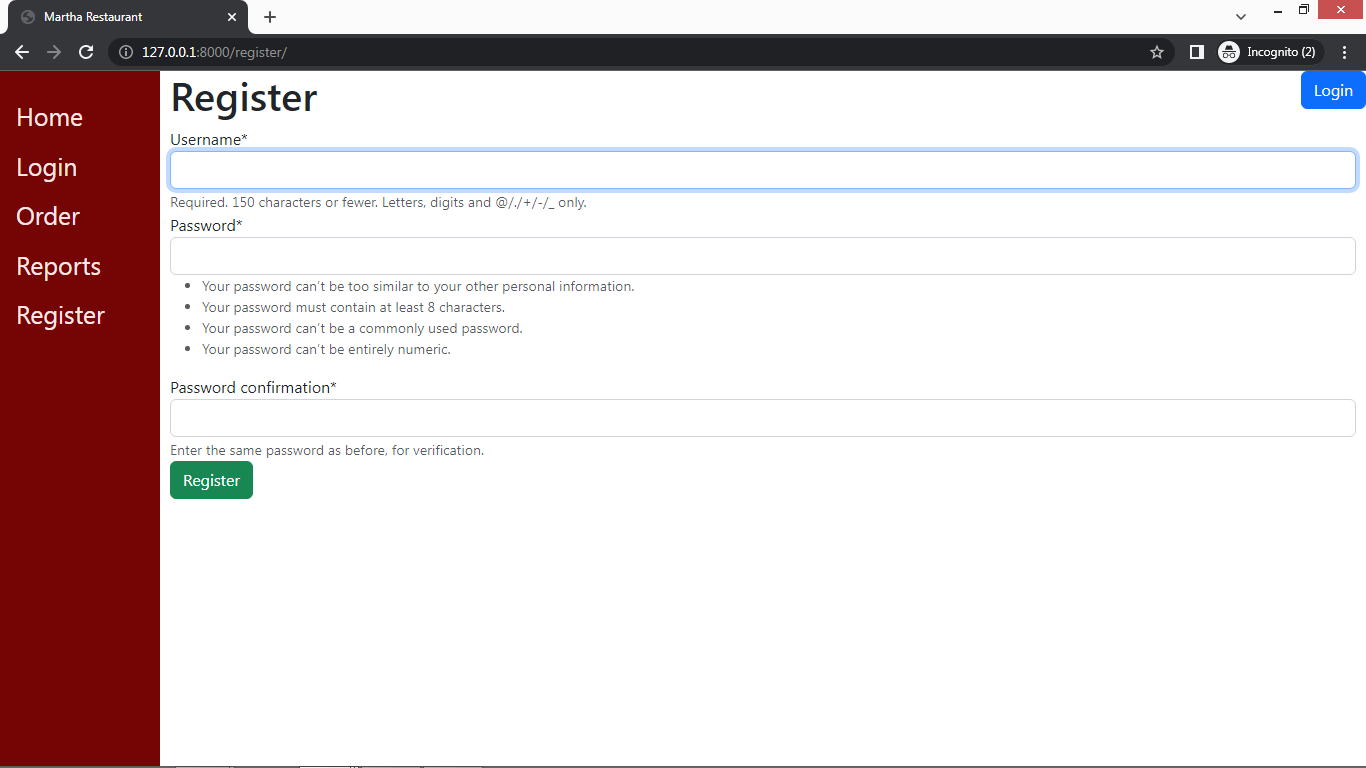 Martha Restaurant
127.0.0.1:8000/register/
Incognito (2)
Home
Login
Order
Reports
Register
Login
Register
Username*
Required. 150 characters or fewer. Letters, digits and @/./+/-/_ only.
Password*
Your password can't be too similar to your other personal information.
Your password must contain at least 8 characters.
Your password can't be a commonly used password.
Your password can't be entirely numeric.
Password confirmation*
Enter the same password as before, for verification.
Register